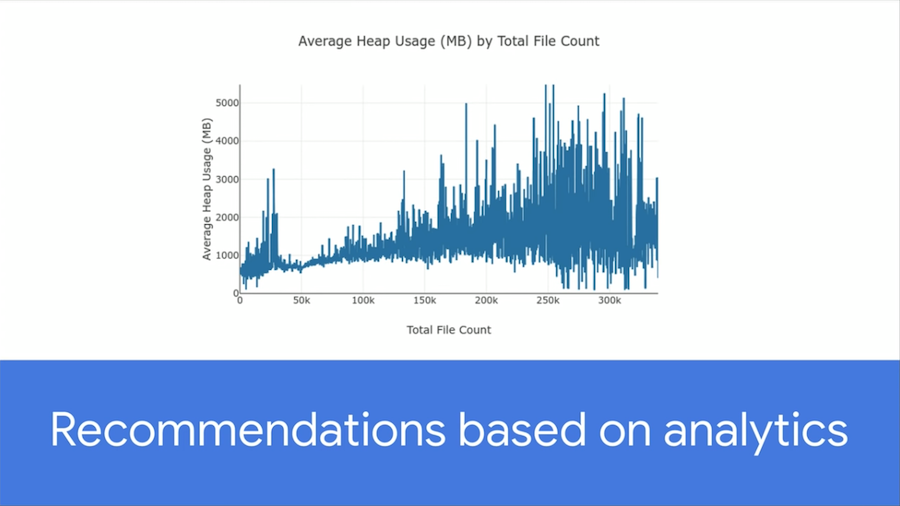 Average Heap Usage (MB) by Total File Count
Average Heap Usage (MB)
5000
4000
3000
2000
1000
0
0 50k 100k 150k 200k 250k 300k
Total File Count
Recommendations based on analytics